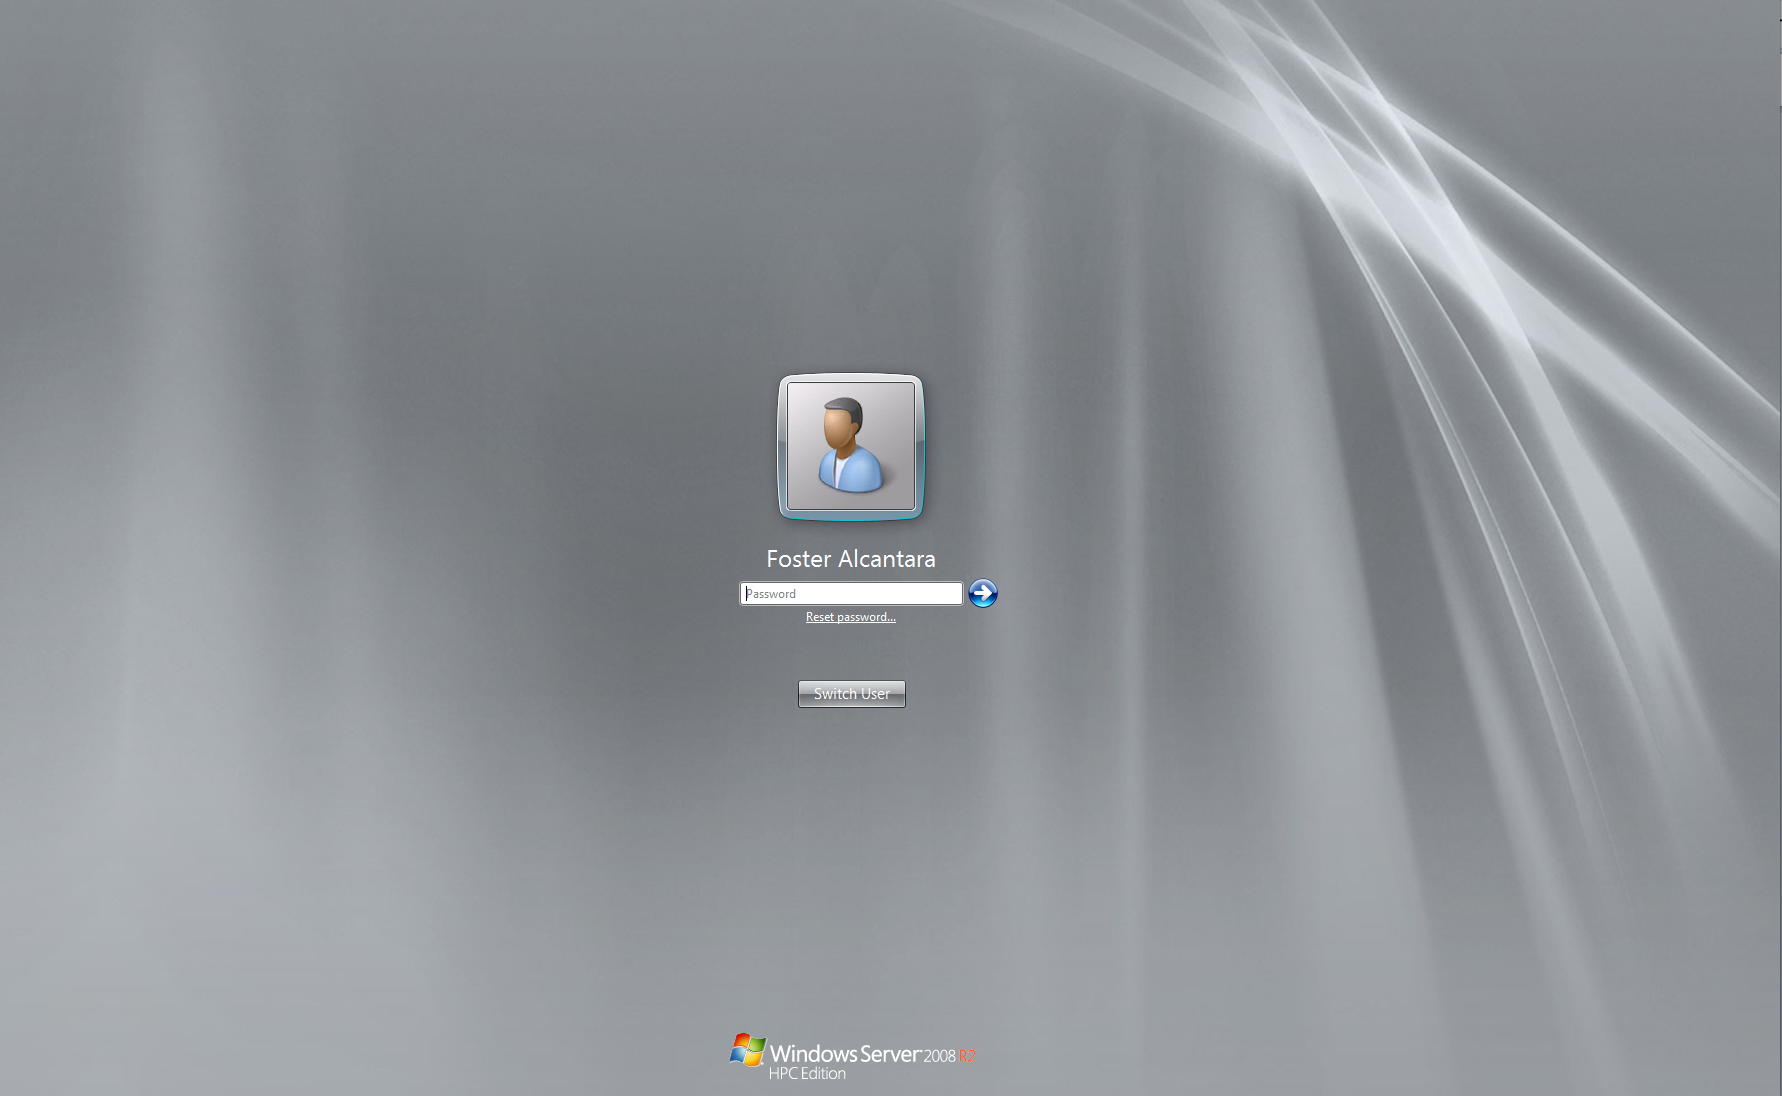 Foster Alcantara
Password
Reset password...
Switch User
Windows Server 2008 R2
HPC Edition